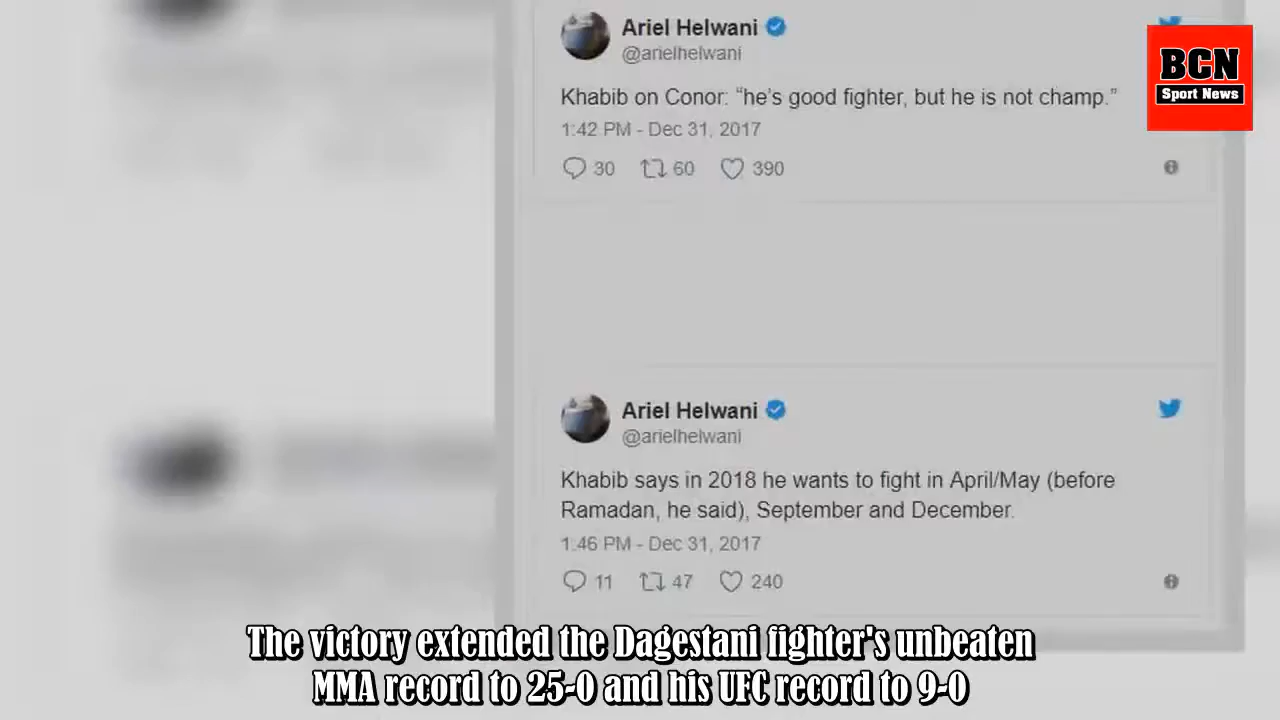 Ariel Helwani
@arielhelwani
BCN
Sport News
Khabib on Conor: “he's good fighter, but he is not champ.”
1:42 PM - Dec 31, 2017
30 60 390
Ariel Helwani
@arielhelwani
Khabib says in 2018 he wants to fight in April/May (before
Ramadan, he said), September and December.
1:46 PM - Dec 31, 2017
11 47 240
The victory extended the Dagestani fighter's unbeaten
MMA record to 25-0 and his UFC record to 9-0